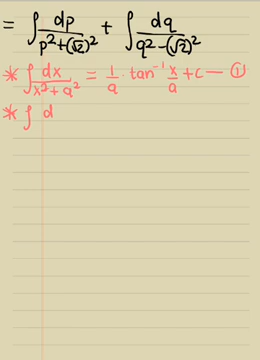 = ∫ dp / p² + (√2)² + ∫ dq / q² − (√2)²
* ∫ dx / x² + a² = 1/a · tan⁻¹ x/a + c — ①
* ∫ d